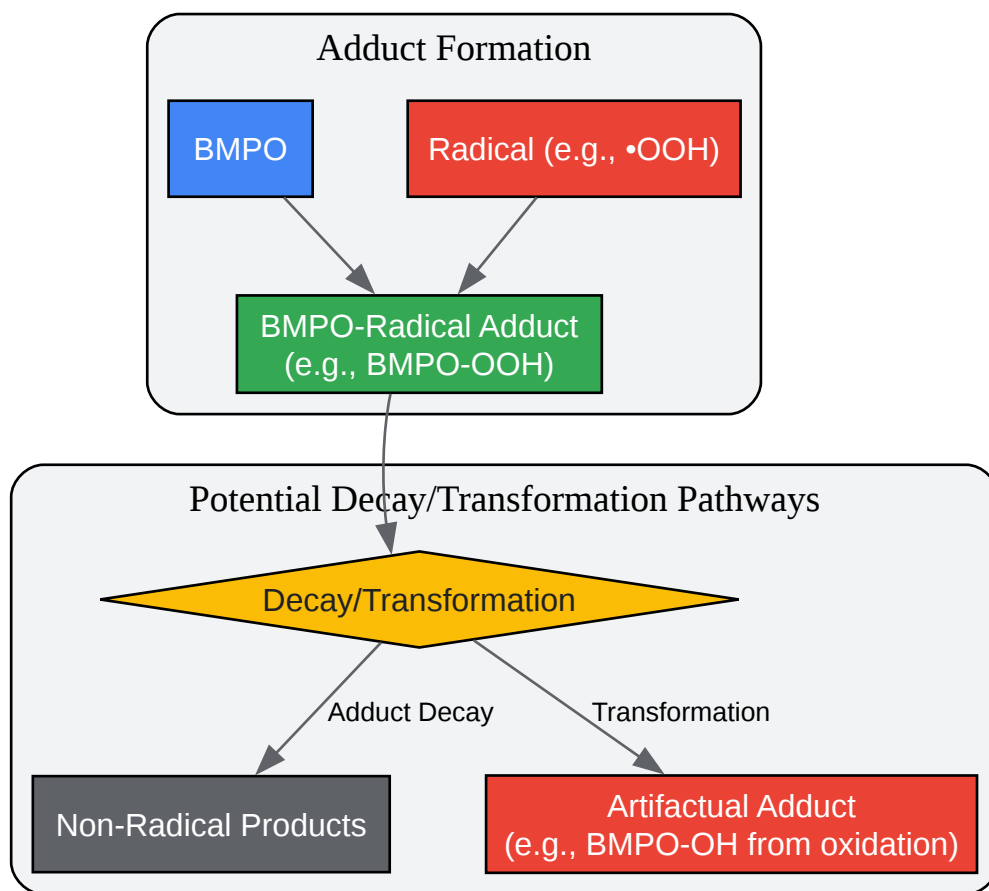 Adduct Formation
BMPO
Radical (e.g., •OOH)
BMPO-Radical Adduct
(e.g., BMPO-OOH)
Potential Decay/Transformation Pathways
Decay/Transformation
Adduct Decay
Transformation
Non-Radical Products
Artifactual Adduct
(e.g., BMPO-OH from oxidation)